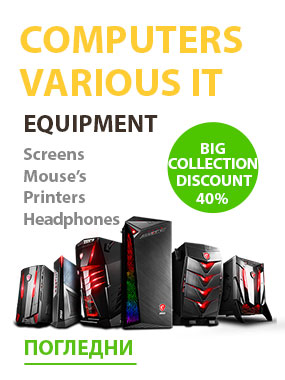 COMPUTERS
VARIOUS IT
EQUIPMENT
Screens
Mouse's
Printers
Headphones
BIG
COLLECTION
DISCOUNT
40%
ПОГЛЕДНИ